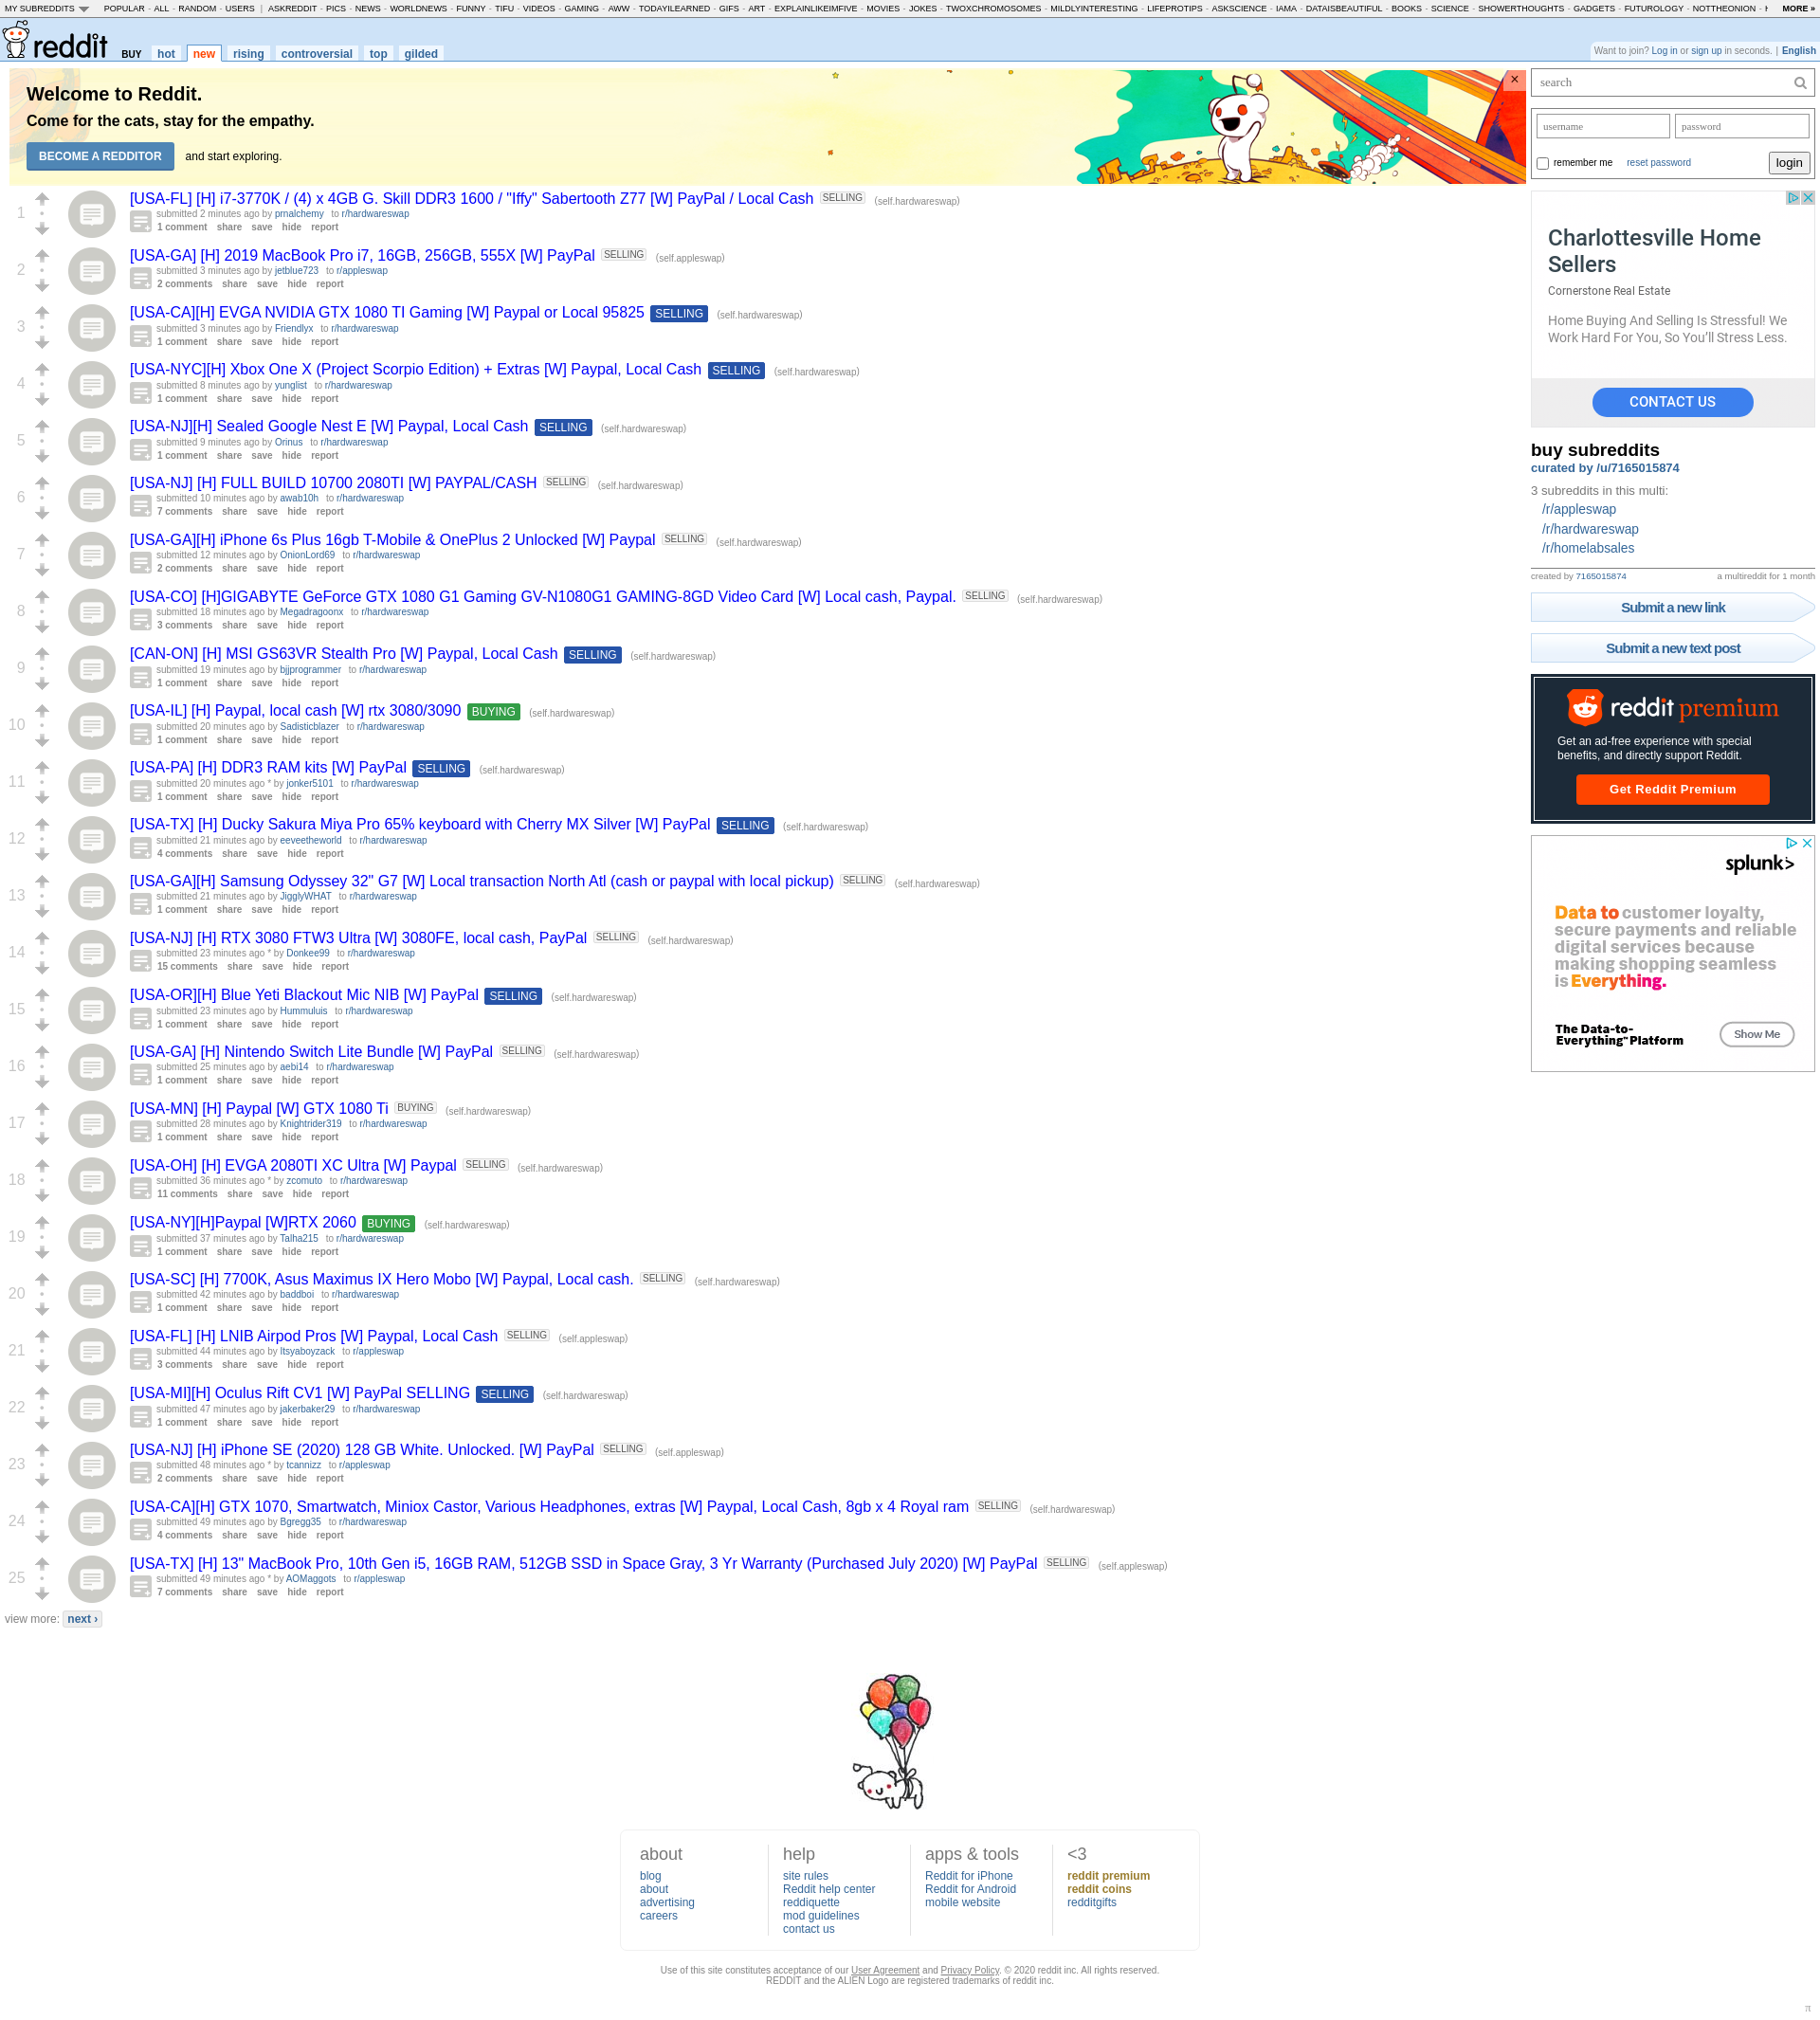 MY SUBREDDITS POPULAR - ALL - RANDOM - USERS | ASKREDDIT - PICS - NEWS - WORLDNEWS - FUNNY - TIFU - VIDEOS - GAMING - AWW - TODAYILEARNED - GIFS - ART - EXPLAINLIKEIMFIVE - MOVIES - JOKES - TWOXCHROMOSOMES - MILDLYINTERESTING - LIFEPROTIPS - ASKSCIENCE - IAMA - DATAISBEAUTIFUL - BOOKS - SCIENCE - SHOWERTHOUGHTS - GADGETS - FUTUROLOGY - NOTTHEONION - MORE »
reddit BUY hot new rising controversial top gilded
Want to join? Log in or sign up in seconds. | English
Welcome to Reddit.
Come for the cats, stay for the empathy.
BECOME A REDDITOR and start exploring.
×
1
[USA-FL] [H] i7-3770K / (4) x 4GB G. Skill DDR3 1600 / "Iffy" Sabertooth Z77 [W] PayPal / Local Cash SELLING (self.hardwareswap)
submitted 2 minutes ago by prnalchemy to r/hardwareswap
1 comment share save hide report
2
[USA-GA] [H] 2019 MacBook Pro i7, 16GB, 256GB, 555X [W] PayPal SELLING (self.appleswap)
submitted 3 minutes ago by jetblue723 to r/appleswap
2 comments share save hide report
3
[USA-CA][H] EVGA NVIDIA GTX 1080 TI Gaming [W] Paypal or Local 95825 SELLING (self.hardwareswap)
submitted 3 minutes ago by Friendlyx to r/hardwareswap
1 comment share save hide report
4
[USA-NYC][H] Xbox One X (Project Scorpio Edition) + Extras [W] Paypal, Local Cash SELLING (self.hardwareswap)
submitted 8 minutes ago by yunglist to r/hardwareswap
1 comment share save hide report
5
[USA-NJ][H] Sealed Google Nest E [W] Paypal, Local Cash SELLING (self.hardwareswap)
submitted 9 minutes ago by Orinus to r/hardwareswap
1 comment share save hide report
6
[USA-NJ] [H] FULL BUILD 10700 2080TI [W] PAYPAL/CASH SELLING (self.hardwareswap)
submitted 10 minutes ago by awab10h to r/hardwareswap
7 comments share save hide report
7
[USA-GA][H] iPhone 6s Plus 16gb T-Mobile & OnePlus 2 Unlocked [W] Paypal SELLING (self.hardwareswap)
submitted 12 minutes ago by OnionLord69 to r/hardwareswap
2 comments share save hide report
8
[USA-CO] [H]GIGABYTE GeForce GTX 1080 G1 Gaming GV-N1080G1 GAMING-8GD Video Card [W] Local cash, Paypal. SELLING (self.hardwareswap)
submitted 18 minutes ago by Megadragoonx to r/hardwareswap
3 comments share save hide report
9
[CAN-ON] [H] MSI GS63VR Stealth Pro [W] Paypal, Local Cash SELLING (self.hardwareswap)
submitted 19 minutes ago by bjjprogrammer to r/hardwareswap
1 comment share save hide report
10
[USA-IL] [H] Paypal, local cash [W] rtx 3080/3090 BUYING (self.hardwareswap)
submitted 20 minutes ago by Sadisticblazer to r/hardwareswap
1 comment share save hide report
11
[USA-PA] [H] DDR3 RAM kits [W] PayPal SELLING (self.hardwareswap)
submitted 20 minutes ago * by jonker5101 to r/hardwareswap
1 comment share save hide report
12
[USA-TX] [H] Ducky Sakura Miya Pro 65% keyboard with Cherry MX Silver [W] PayPal SELLING (self.hardwareswap)
submitted 21 minutes ago by eeveetheworld to r/hardwareswap
4 comments share save hide report
13
[USA-GA][H] Samsung Odyssey 32" G7 [W] Local transaction North Atl (cash or paypal with local pickup) SELLING (self.hardwareswap)
submitted 21 minutes ago by JigglyWHAT to r/hardwareswap
1 comment share save hide report
14
[USA-NJ] [H] RTX 3080 FTW3 Ultra [W] 3080FE, local cash, PayPal SELLING (self.hardwareswap)
submitted 23 minutes ago * by Donkee99 to r/hardwareswap
15 comments share save hide report
15
[USA-OR][H] Blue Yeti Blackout Mic NIB [W] PayPal SELLING (self.hardwareswap)
submitted 23 minutes ago by Hummuluis to r/hardwareswap
1 comment share save hide report
16
[USA-GA] [H] Nintendo Switch Lite Bundle [W] PayPal SELLING (self.hardwareswap)
submitted 25 minutes ago by aebi14 to r/hardwareswap
1 comment share save hide report
17
[USA-MN] [H] Paypal [W] GTX 1080 Ti BUYING (self.hardwareswap)
submitted 28 minutes ago by Knightrider319 to r/hardwareswap
1 comment share save hide report
18
[USA-OH] [H] EVGA 2080TI XC Ultra [W] Paypal SELLING (self.hardwareswap)
submitted 36 minutes ago * by zcomuto to r/hardwareswap
11 comments share save hide report
19
[USA-NY][H]Paypal [W]RTX 2060 BUYING (self.hardwareswap)
submitted 37 minutes ago by Talha215 to r/hardwareswap
1 comment share save hide report
20
[USA-SC] [H] 7700K, Asus Maximus IX Hero Mobo [W] Paypal, Local cash. SELLING (self.hardwareswap)
submitted 42 minutes ago by baddboi to r/hardwareswap
1 comment share save hide report
21
[USA-FL] [H] LNIB Airpod Pros [W] Paypal, Local Cash SELLING (self.appleswap)
submitted 44 minutes ago by Itsyaboyzack to r/appleswap
3 comments share save hide report
22
[USA-MI][H] Oculus Rift CV1 [W] PayPal SELLING SELLING (self.hardwareswap)
submitted 47 minutes ago by jakerbaker29 to r/hardwareswap
1 comment share save hide report
23
[USA-NJ] [H] iPhone SE (2020) 128 GB White. Unlocked. [W] PayPal SELLING (self.appleswap)
submitted 48 minutes ago * by tcannizz to r/appleswap
2 comments share save hide report
24
[USA-CA][H] GTX 1070, Smartwatch, Miniox Castor, Various Headphones, extras [W] Paypal, Local Cash, 8gb x 4 Royal ram SELLING (self.hardwareswap)
submitted 49 minutes ago by Bgregg35 to r/hardwareswap
4 comments share save hide report
25
[USA-TX] [H] 13" MacBook Pro, 10th Gen i5, 16GB RAM, 512GB SSD in Space Gray, 3 Yr Warranty (Purchased July 2020) [W] PayPal SELLING (self.appleswap)
submitted 49 minutes ago * by AOMaggots to r/appleswap
7 comments share save hide report
view more: next ›
search
username password
remember me reset password login
Charlottesville Home
Sellers
Cornerstone Real Estate
Home Buying And Selling Is Stressful! We
Work Hard For You, So You'll Stress Less.
CONTACT US
buy subreddits
curated by /u/7165015874
3 subreddits in this multi:
/r/appleswap
/r/hardwareswap
/r/homelabsales
created by 7165015874 a multireddit for 1 month
Submit a new link
Submit a new text post
reddit premium
Get an ad-free experience with special
benefits, and directly support Reddit.
Get Reddit Premium
splunk>
Data to customer loyalty,
secure payments and reliable
digital services because
making shopping seamless
is Everything.
The Data-to-
Everything™ Platform
Show Me
about
blog
about
advertising
careers
help
site rules
Reddit help center
reddiquette
mod guidelines
contact us
apps & tools
Reddit for iPhone
Reddit for Android
mobile website
<3
reddit premium
reddit coins
redditgifts
Use of this site constitutes acceptance of our User Agreement and Privacy Policy. © 2020 reddit inc. All rights reserved.
REDDIT and the ALIEN Logo are registered trademarks of reddit inc.
π